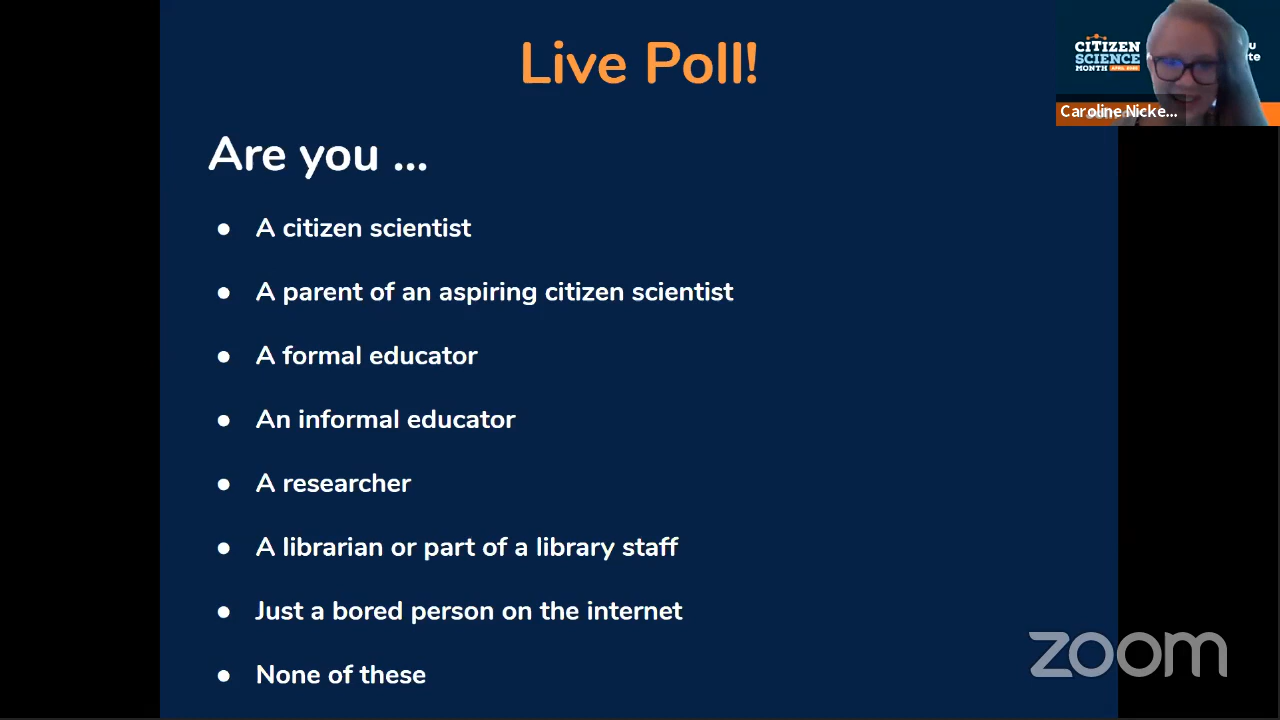 Live Poll!
CITIZEN
SCIENCE
MONTH
Caroline Nicke...
Are you ...
● A citizen scientist
● A parent of an aspiring citizen scientist
● A formal educator
● An informal educator
● A researcher
● A librarian or part of a library staff
● Just a bored person on the internet
● None of these
zoom